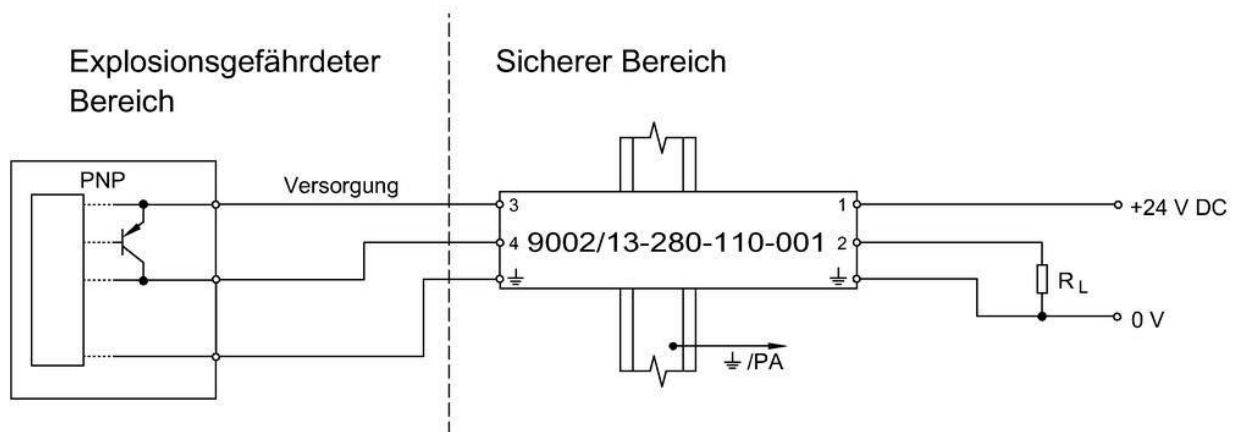 Explosionsgefährdeter
Bereich
Sicherer Bereich
PNP
Versorgung
3
4
9002/13-280-110-001
1
2
+24 V DC
R L
0 V
/PA